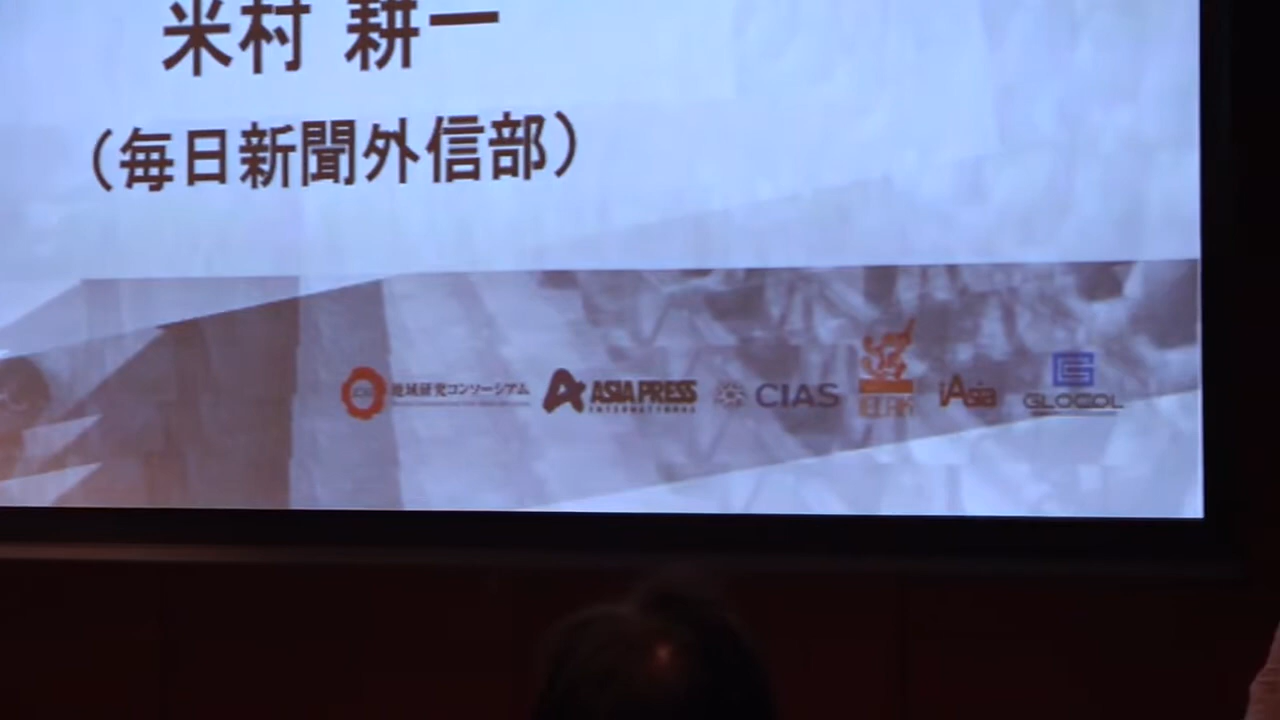 米村 耕一
(毎日新聞外信部)
地域研究コンソーシアム
ASIA PRESS
INTERNATIONAL
CIAS
iAsia
GLOCOL